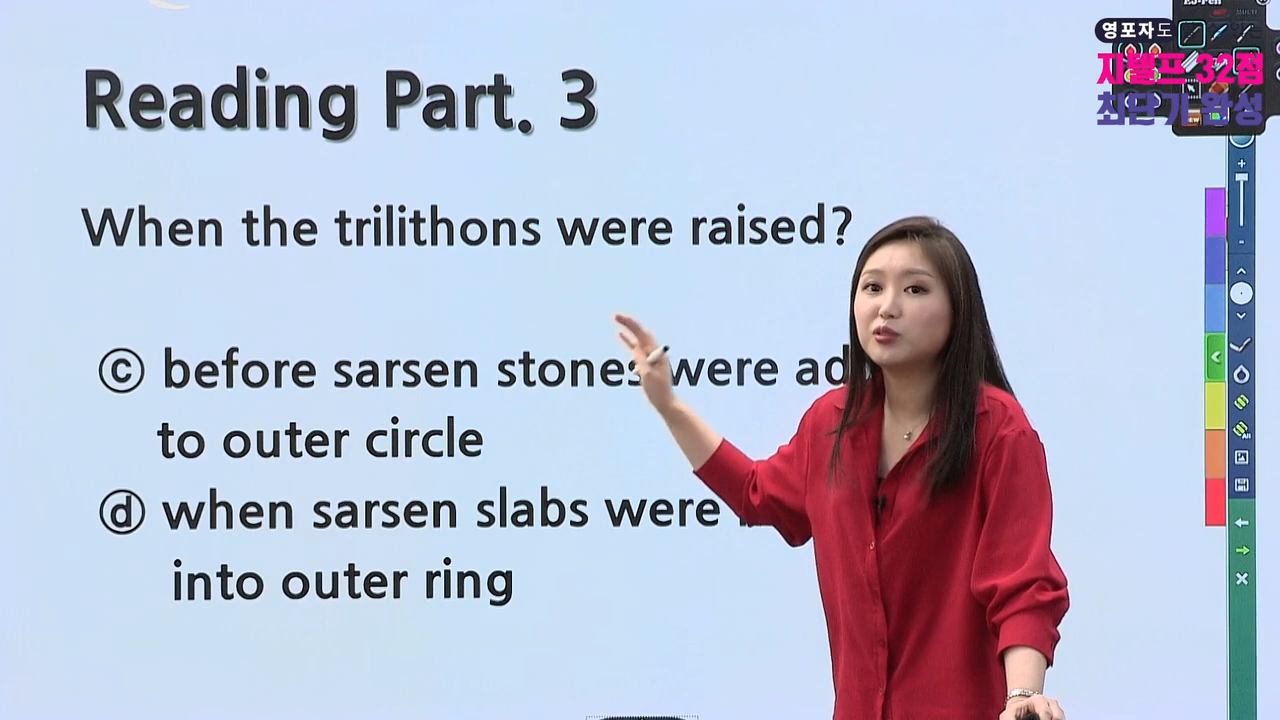 Reading Part. 3
When the trilithons were raised?
ⓒ before sarsen stones were ad
to outer circle
ⓓ when sarsen slabs were
into outer ring
영포자도
지텔프 32점
최단기 완성